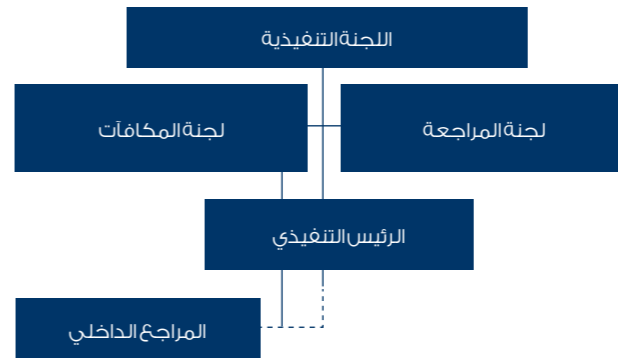 اللجنة التنفيذية
لجنة المراجعة
لجنة المكافآت
الرئيس التنفيذي
المراجع الداخلي